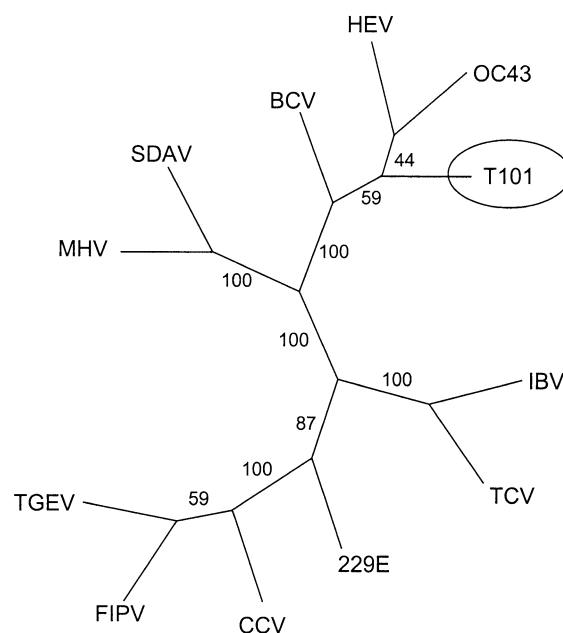 HEV
OC43
BCV
SDAV
44
T101
59
MHV
100
100
100
100
IBV
87
100
TGEV
59
TCV
229E
FIPV
CCV